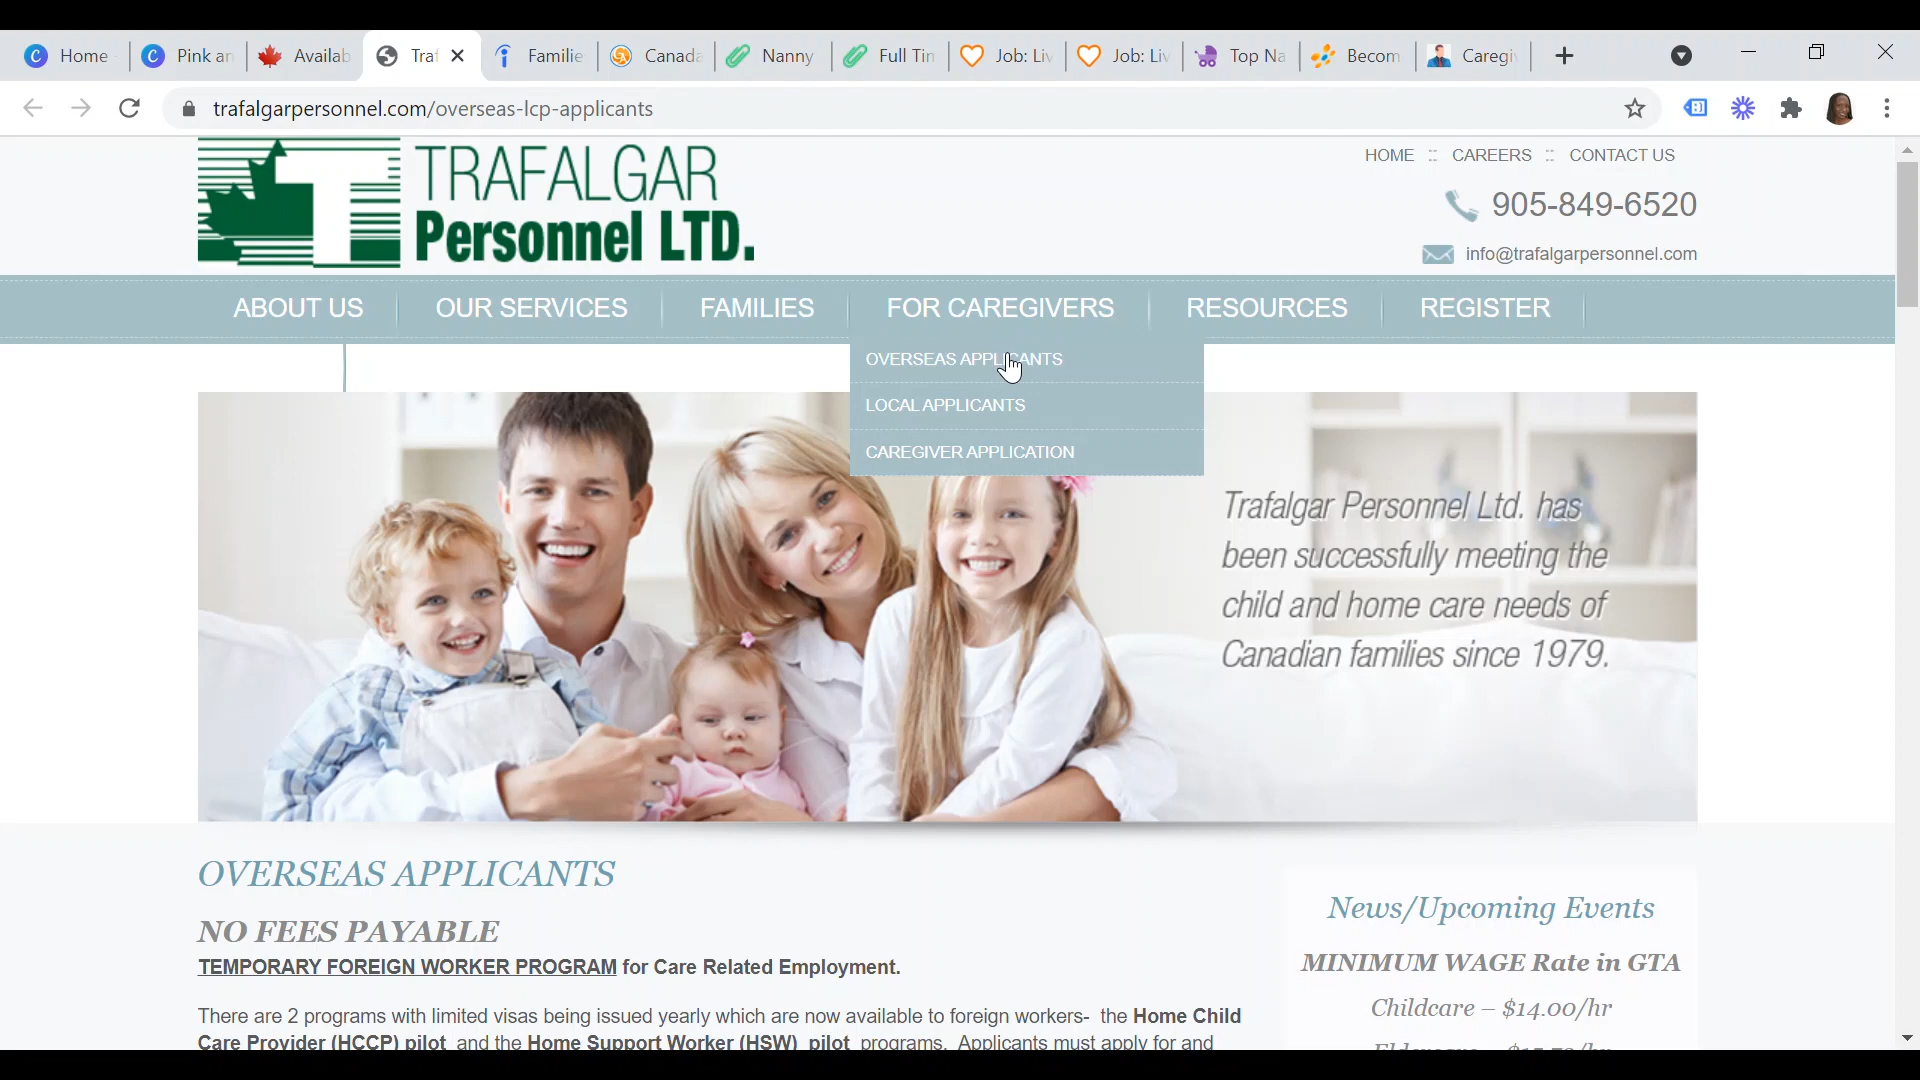 Home
Pink an
Availab
Traf
Familie
Canada
Nanny
Full Tin
Job: Liv
Job: Liv
Top Na
Becom
Caregi
trafalgarpersonnel.com/overseas-lcp-applicants
TRAFALGAR
Personnel LTD.
HOME :: CAREERS :: CONTACT US
905-849-6520
info@trafalgarpersonnel.com
ABOUT US
OUR SERVICES
FAMILIES
FOR CAREGIVERS
RESOURCES
REGISTER
OVERSEAS APPLICANTS
LOCAL APPLICANTS
CAREGIVER APPLICATION
Trafalgar Personnel Ltd. has
been successfully meeting the
child and home care needs of
Canadian families since 1979.
OVERSEAS APPLICANTS
NO FEES PAYABLE
TEMPORARY FOREIGN WORKER PROGRAM for Care Related Employment.
There are 2 programs with limited visas being issued yearly which are now available to foreign workers- the Home Child
Care Provider (HCCP) pilot and the Home Support Worker (HSW) pilot programs. Applicants must apply for and
News/Upcoming Events
MINIMUM WAGE Rate in GTA
Childcare – $14.00/hr